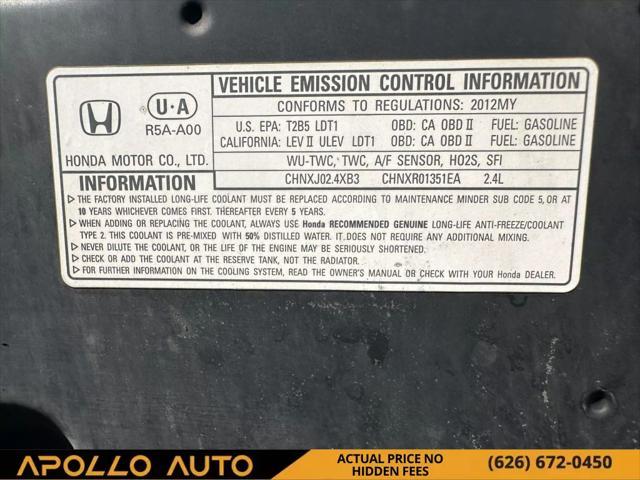 U·A
R5A-A00
HONDA MOTOR CO., LTD.
VEHICLE EMISSION CONTROL INFORMATION
CONFORMS TO REGULATIONS: 2012MY
U.S. EPA: T2B5 LDT1 OBD: CA OBD II FUEL: GASOLINE
CALIFORNIA: LEV II ULEV LDT1 OBD: CA OBD II FUEL: GASOLINE
WU-TWC, TWC, A/F SENSOR, HO2S, SFI
CHNXJ02.4XB3 CHNXR01351EA 2.4L
INFORMATION
▷ THE FACTORY INSTALLED LONG-LIFE COOLANT MUST BE REPLACED ACCORDING TO MAINTENANCE MINDER SUB CODE 5, OR AT
10 YEARS WHICHEVER COMES FIRST. THEREAFTER EVERY 5 YEARS.
▷ WHEN ADDING OR REPLACING THE COOLANT, ALWAYS USE Honda RECOMMENDED GENUINE LONG-LIFE ANTI-FREEZE/COOLANT
TYPE 2. THIS COOLANT IS PRE-MIXED WITH 50% DISTILLED WATER. IT DOES NOT REQUIRE ANY ADDITIONAL MIXING.
▷ NEVER DILUTE THE COOLANT, OR THE LIFE OF THE ENGINE MAY BE SERIOUSLY SHORTENED.
▷ CHECK OR ADD THE COOLANT AT THE RESERVE TANK, NOT THE RADIATOR.
▷ FOR FURTHER INFORMATION ON THE COOLING SYSTEM, READ THE OWNER'S MANUAL OR CHECK WITH YOUR Honda DEALER.
APOLLO AUTO
ACTUAL PRICE NO
HIDDEN FEES
(626) 672-0450